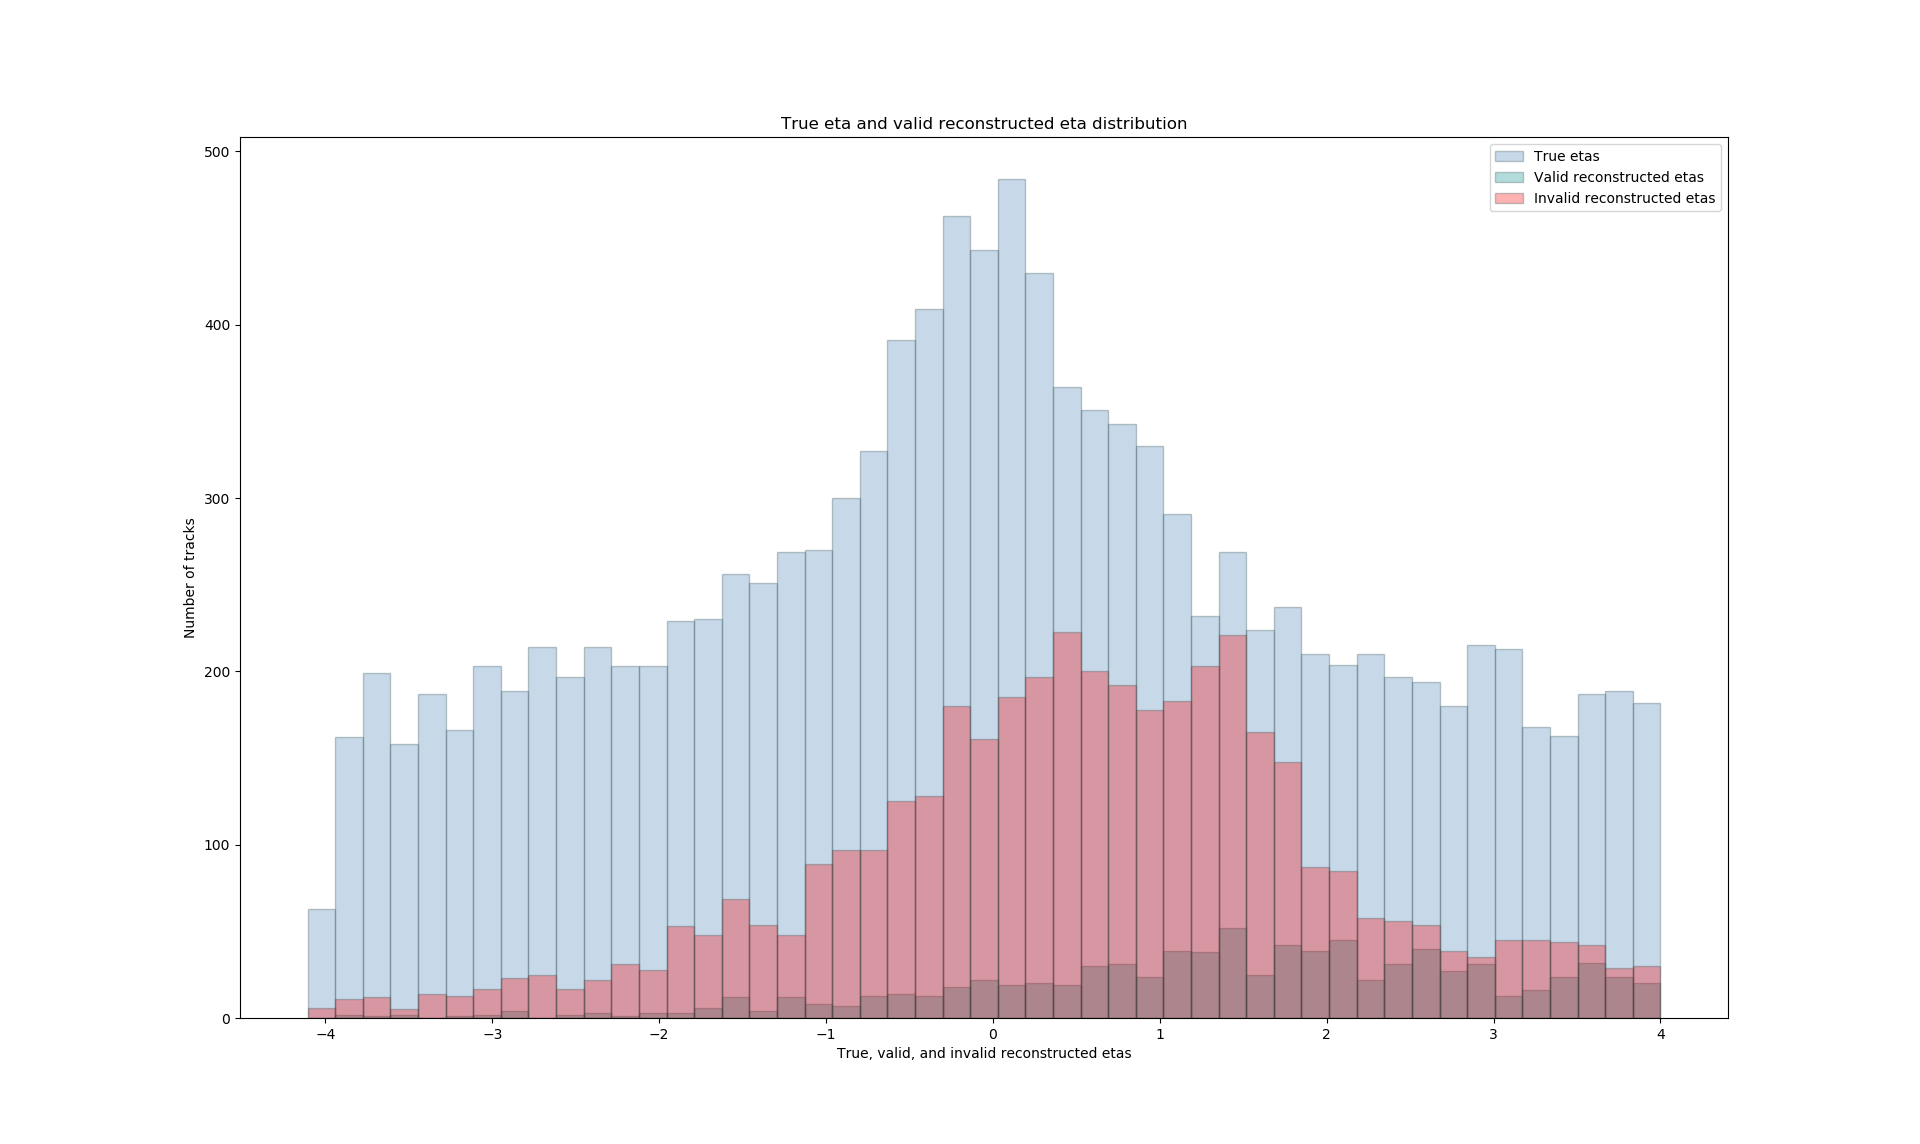 True eta and valid reconstructed eta distribution
True etas
Valid reconstructed etas
Invalid reconstructed etas
500
400
300
200
100
0
Number of tracks
−4 −3 −2 −1 0 1 2 3 4
True, valid, and invalid reconstructed etas